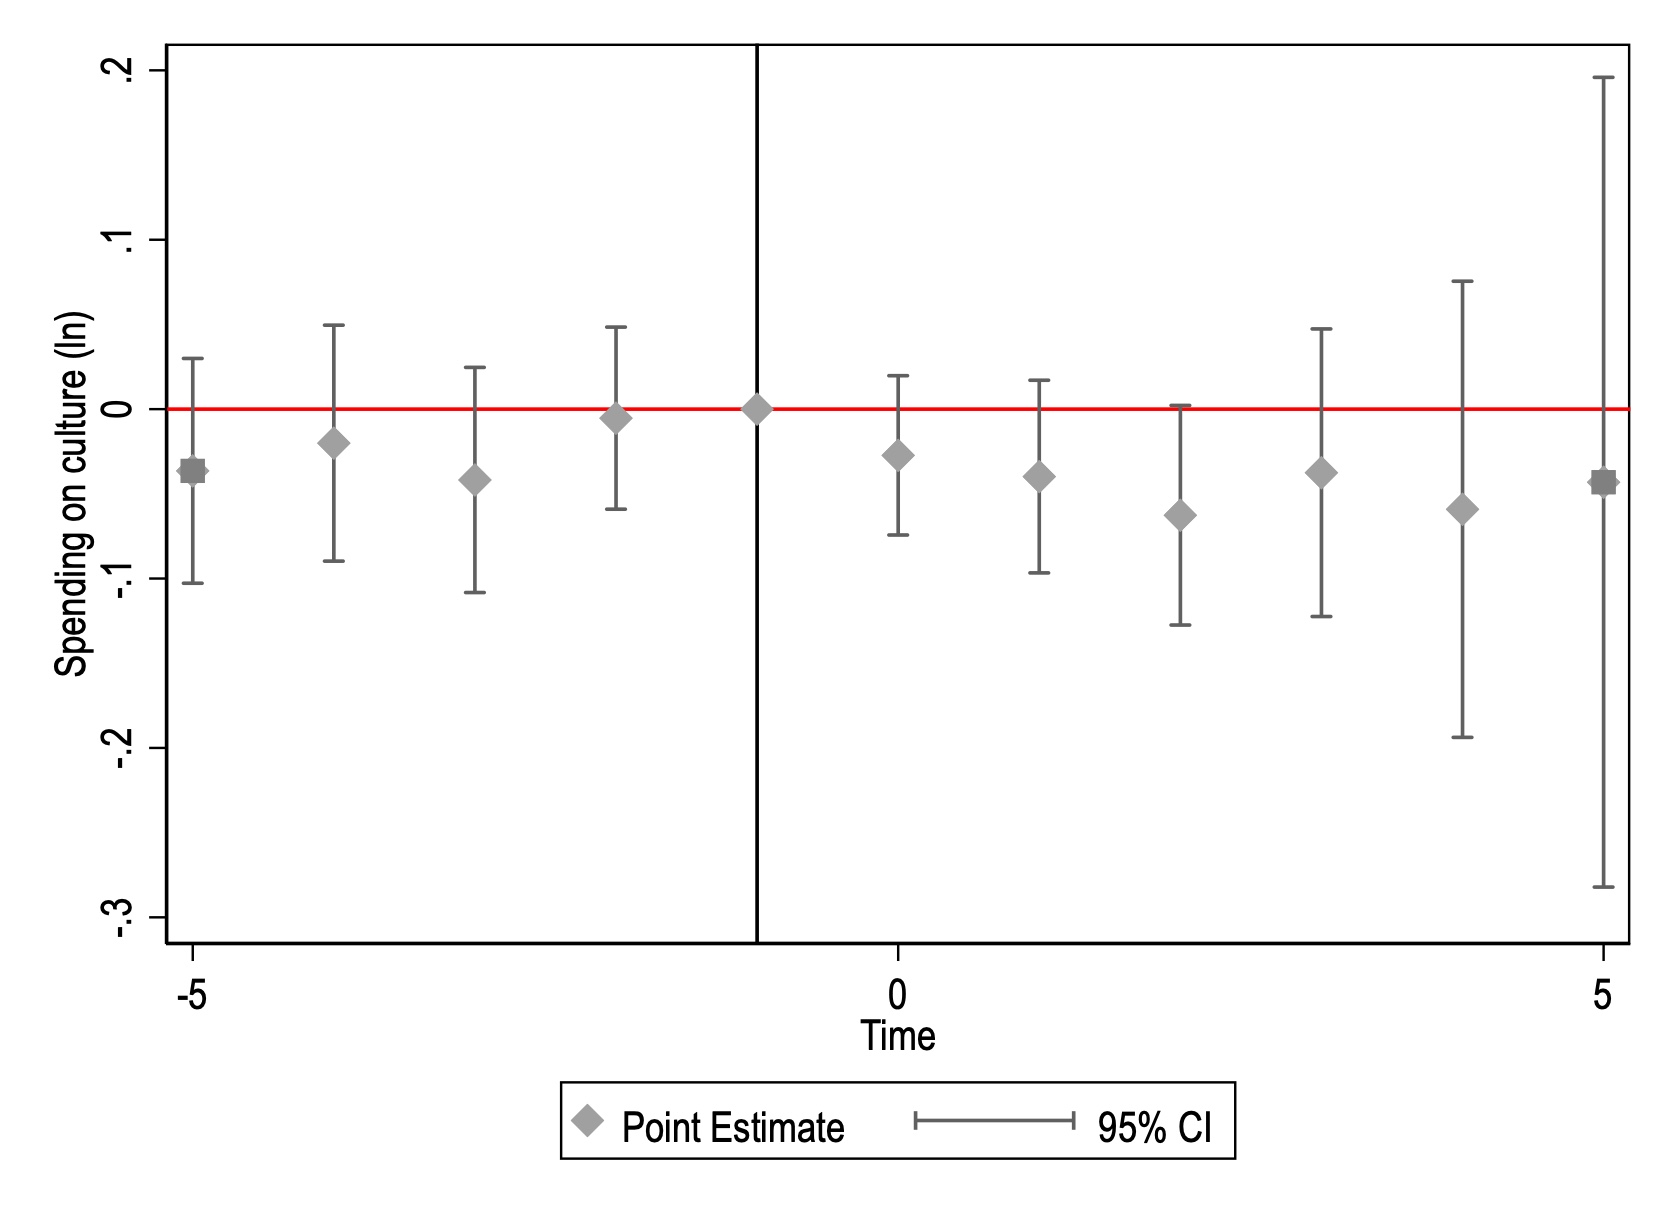 Spending on culture (ln)
.2
.1
0
-.1
-.2
-.3
-5
0
5
Time
Point Estimate
95% CI